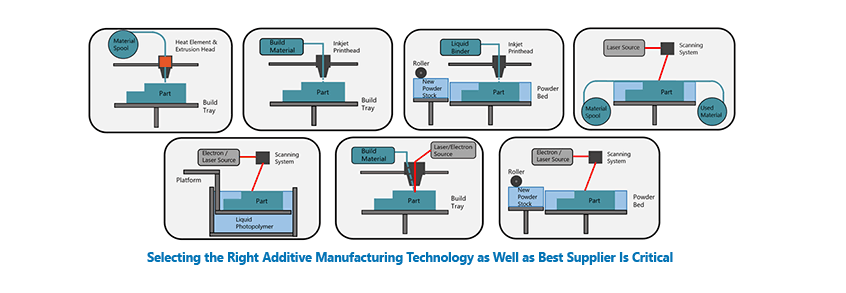 Material
Spool
Heat Element &
Extrusion Head
Part
Build
Tray
Build
Material
Inkjet
Printhead
Part
Build
Tray
Liquid
Binder
Inkjet
Printhead
Roller
New
Powder
Stock
Part
Powder
Bed
Laser Source
Scanning
System
Part
Material
Spool
Used
Material
Electron /
Laser Source
Scanning
System
Platform
Part
Liquid
Photopolymer
Build
Material
Laser/Electron
Source
Part
Build
Tray
Electron /
Laser Source
Scanning
System
Roller
New
Powder
Stock
Part
Powder
Bed
Selecting the Right Additive Manufacturing Technology as Well as Best Supplier Is Critical